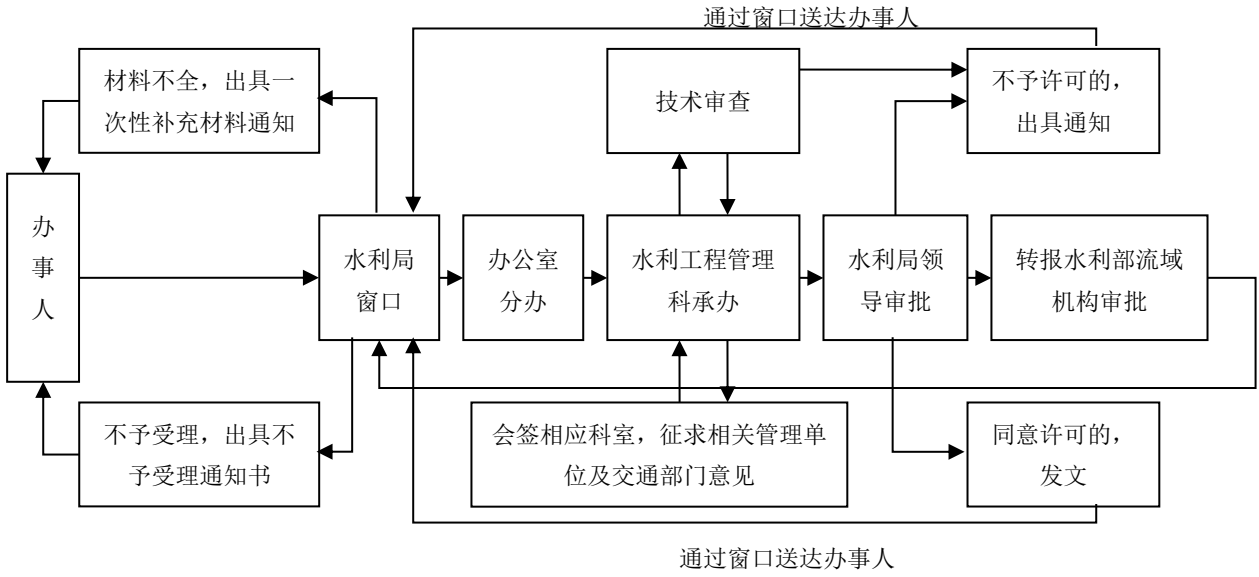 通过窗口送达办事人
材料不全，出具一
次性补充材料通知
技术审查
不予许可的，
出具通知
办
事
人
水利局
窗口
办公室
分办
水利工程管理
科承办
水利局领
导审批
转报水利部流域
机构审批
不予受理，出具不
予受理通知书
会签相应科室，征求相关管理单
位及交通部门意见
同意许可的，
发文
通过窗口送达办事人